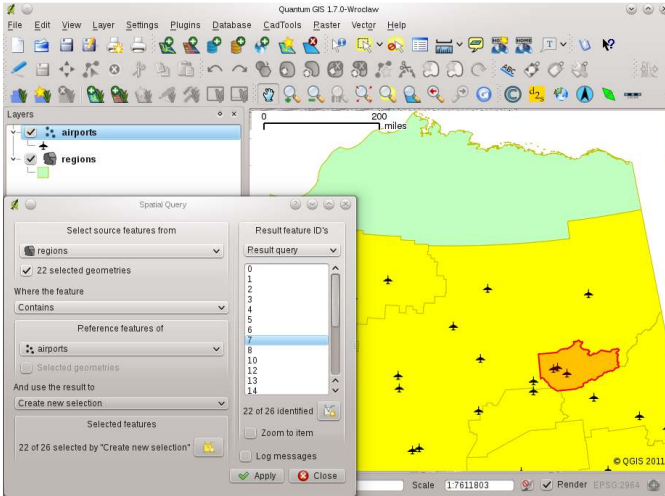 Quantum GIS 1.7.0-Wroclaw
File Edit View Layer Settings Plugins Database CadTools Raster Vector Help
Layers
airports
regions
0 200
miles
Spatial Query
Select source features from
regions
22 selected geometries
Where the feature
Contains
Reference features of
airports
Selected geometries
And use the result to
Create new selection
Selected features
22 of 26 selected by "Create new selection"
Result feature ID's
Result query
0
1
2
3
4
5
6
7
8
10
12
13
14
22 of 26 identified
Zoom to item
Log messages
Apply
Close
© QGIS 2011
Scale 1:7611803
Render EPSG:2964